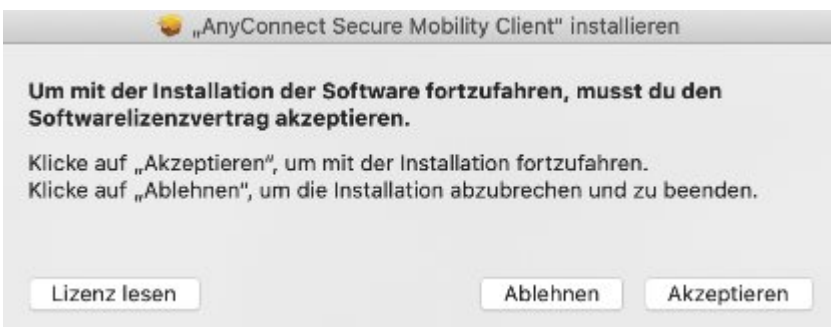 „AnyConnect Secure Mobility Client" installieren
Um mit der Installation der Software fortzufahren, musst du den
Softwarelizenzvertrag akzeptieren.
Klicke auf „Akzeptieren“, um mit der Installation fortzufahren.
Klicke auf „Ablehnen“, um die Installation abzubrechen und zu beenden.
Lizenz lesen
Ablehnen
Akzeptieren